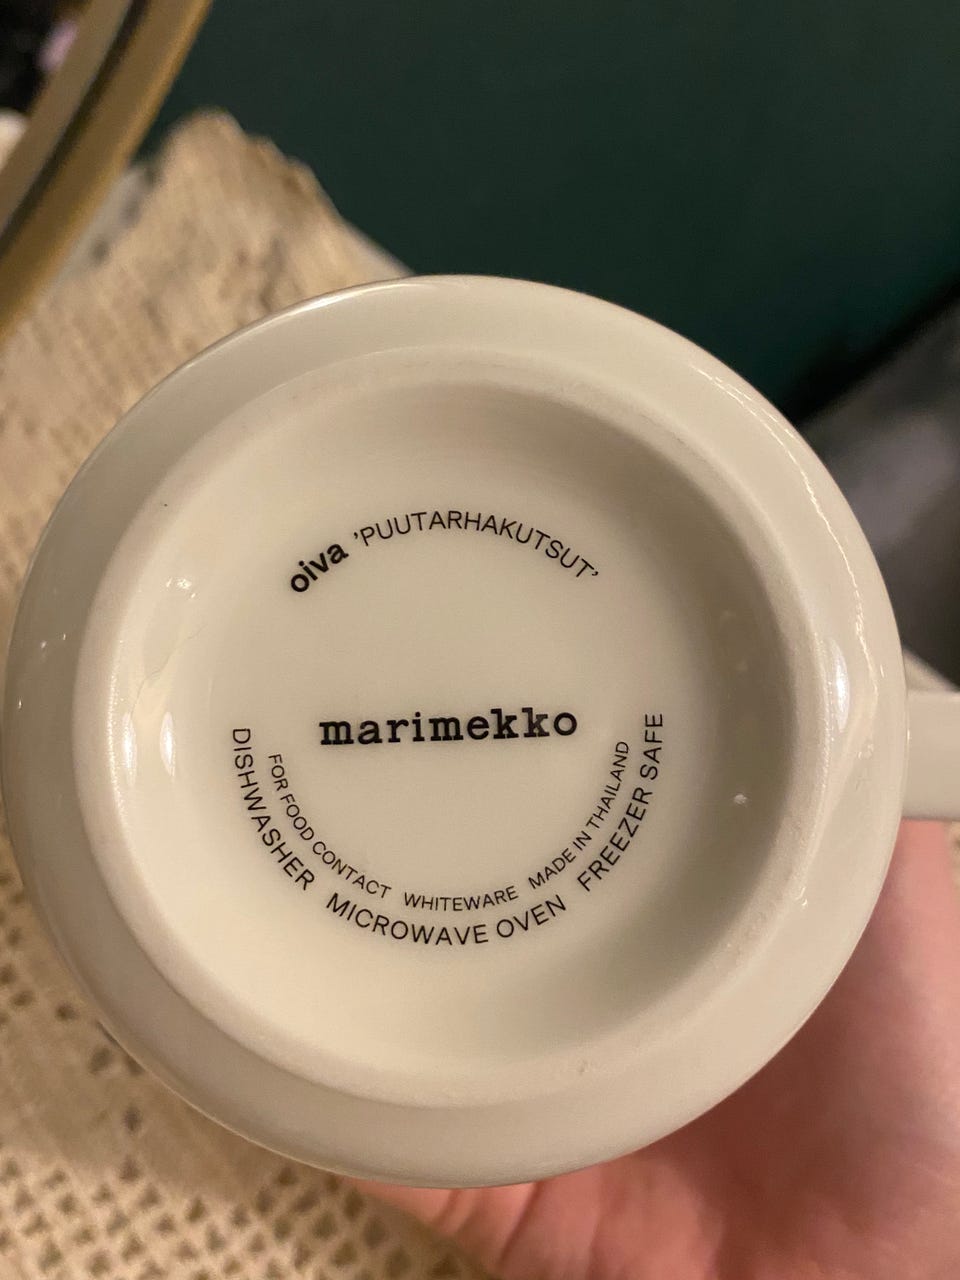 oiva ’PUUTARHAKUTSUT’
marimekko
FOR FOOD CONTACT WHITEWARE MADE IN THAILAND
DISHWASHER MICROWAVE OVEN FREEZER SAFE